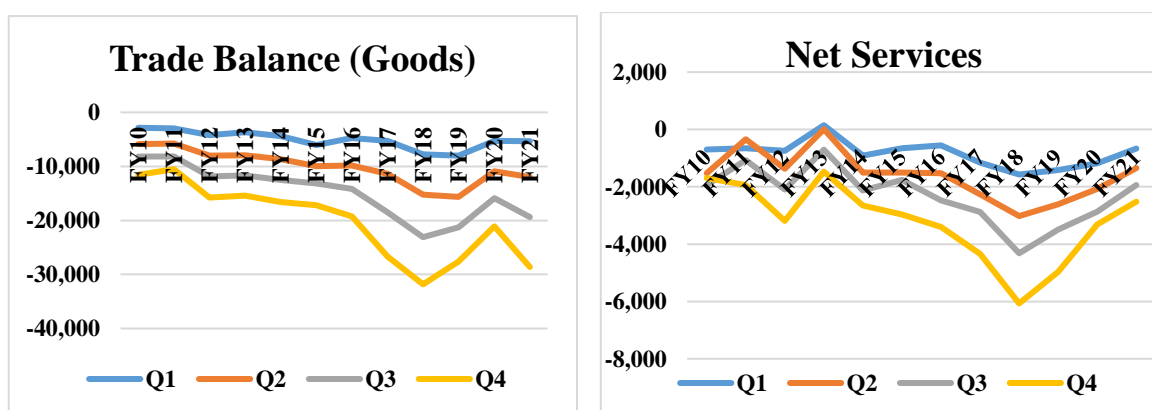 Trade Balance (Goods)
0
-10,000
-20,000
-30,000
-40,000
FY10
FY11
FY12
FY13
FY14
FY15
FY16
FY17
FY18
FY19
FY20
FY21
Q1 Q2 Q3 Q4
Net Services
2,000
0
-2,000
-4,000
-6,000
-8,000
FY10
FY11
FY12
FY13
FY14
FY15
FY16
FY17
FY18
FY19
FY20
FY21
Q1 Q2 Q3 Q4